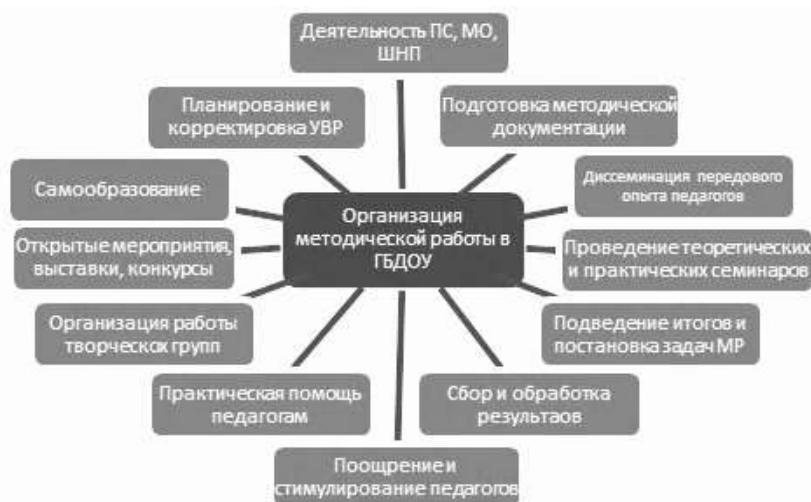 Деятельность ПС, МО,
ШНП
Планирование и
корректировка УВР
Подготовка методической
документации
Самообразование
Диссеминация передового
опыта педагогов
Организация
методической работы в
ГБДОУ
Открытые мероприятия,
выставки, конкурсы
Проведение теоретических
и практических семинаров
Организация работы
творческох групп
Подведение итогов и
постановка задач МР
Практическая помощь
педагогам
Сбор и обработка
результаов
Поощрение и
стимулирование педагогов